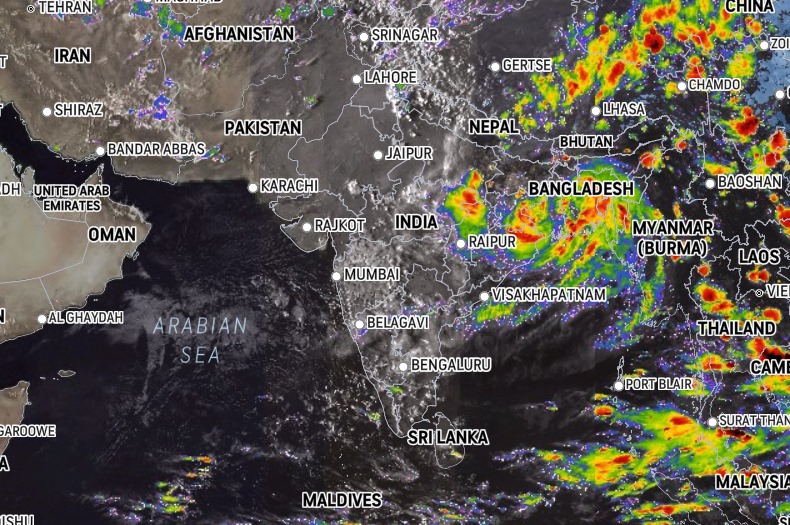 CHINA
TEHRAN
AFGHANISTAN
SRINAGAR
IRAN
GERTSE
LAHORE
CHAMDO
SHIRAZ
LHASA
PAKISTAN
NEPAL
BHUTAN
BANDAR ABBAS
JAIPUR
KARACHI
BANGLADESH
BAOSHAN
UNITED ARAB
EMIRATES
RAJKOT
INDIA
OMAN
RAIPUR
MYANMAR
(BURMA)
LAOS
MUMBAI
VISAKHAPATNAM
AL GHAYDAH
BELAGAVI
ARABIAN
SEA
THAILAND
BENGALURU
PORT BLAIR
SURAT THAN
GAROOWE
SRI LANKA
MALAYSIA
MALDIVES